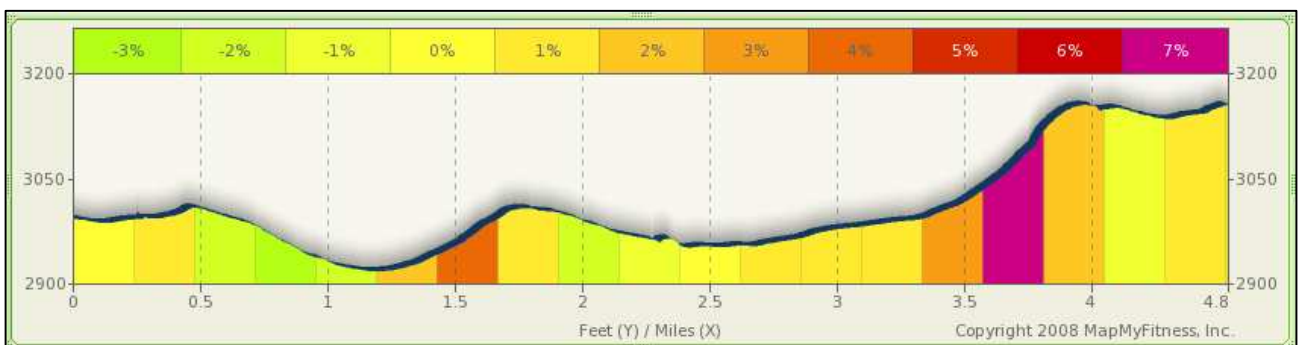 -3% -2% -1% 0% 1% 2% 3% 4% 5% 6% 7%
3200 3200
3050 3050
2900 2900
0 0.5 1 1.5 2 2.5 3 3.5 4 4.8
Feet (Y) / Miles (X) Copyright 2008 MapMyFitness, Inc.